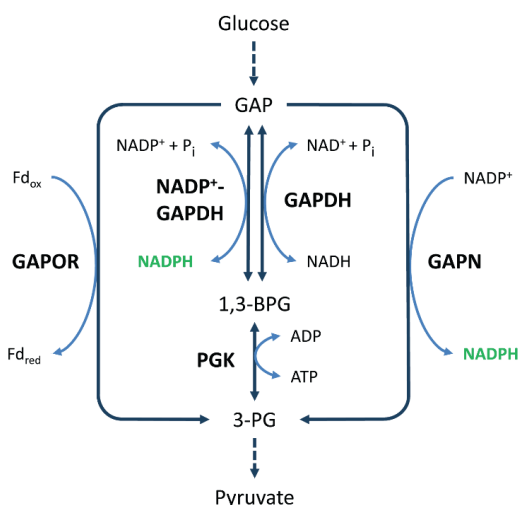 Glucose
GAP
NADP⁺ + Pᵢ
NAD⁺ + Pᵢ
Fdₒₓ
NADP⁺-
GAPDH
GAPDH
NADP⁺
GAPOR
NADPH
NADH
GAPN
1,3-BPG
Fd_red
PGK
ADP
ATP
NADPH
3-PG
Pyruvate